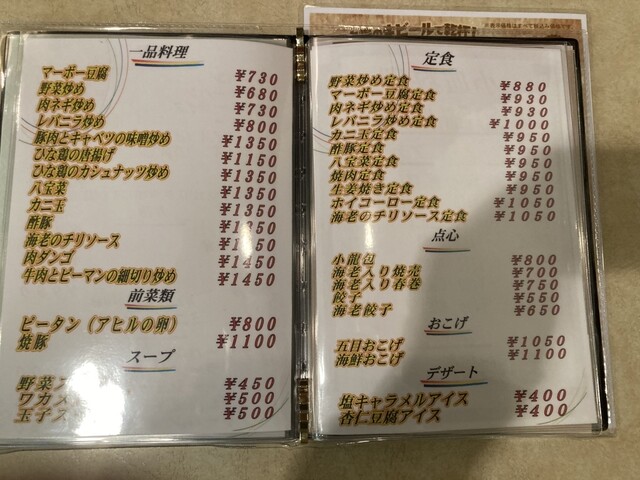 一品料理
マーボー豆腐 ¥730
野菜炒め ¥680
肉ネギ炒め ¥730
レバニラ炒め ¥800
豚肉とキャベツの味噌炒め ¥1350
ひな鶏の唐揚げ ¥1150
ひな鶏のカシュナッツ炒め ¥1350
八宝菜 ¥1350
カニ玉 ¥1350
酢豚
海老のチリソース
肉ダンゴ ¥1450
牛肉とピーマンの細切り炒め ¥1450
前菜類
ピータン（アヒルの卵） ¥800
焼豚 ¥1100
スープ
野菜ス ¥450
ワカメ ¥500
玉子ス ¥500
定食
野菜炒め定食 ¥880
マーボー豆腐定食 ¥930
肉ネギ炒め定食 ¥930
レバニラ炒め定食 ¥1000
カニ玉定食 ¥950
酢豚定食 ¥950
八宝菜定食 ¥950
焼肉定食 ¥950
生姜焼き定食 ¥950
ホイコーロー定食 ¥1050
海老のチリソース定食 ¥1050
点心
小龍包 ¥800
海老入り焼売 ¥700
海老入り春巻 ¥750
餃子 ¥550
海老餃子 ¥650
おこげ
五目おこげ ¥1050
海鮮おこげ ¥1100
デザート
塩キャラメルアイス ¥400
杏仁豆腐アイス ¥400